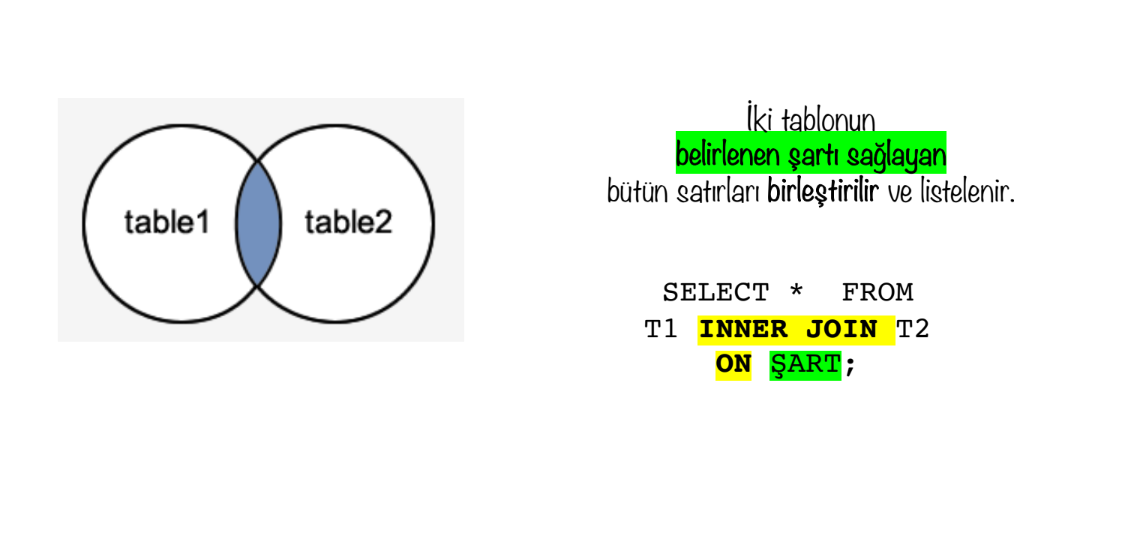 table1 table2
İki tablonun
belirlenen şartı sağlayan
bütün satırları birleştirilir ve listelenir.
SELECT * FROM
T1 INNER JOIN T2
ON ŞART;